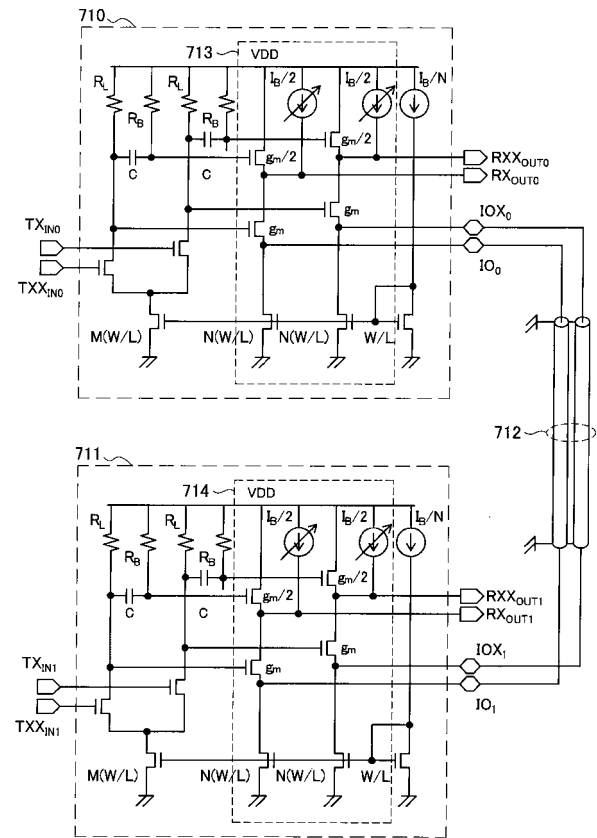 710
713
VDD
R_L
R_L
I_B/2
I_B/2
I_B/N
R_B
R_B
g_m/2
g_m/2
C
C
RXX_OUT0
RX_OUT0
g_m
g_m
IOX_0
IO_0
TX_IN0
TXX_IN0
M(W/L)
N(W/L)
N(W/L)
W/L
712
711
714
VDD
R_L
R_L
I_B/2
I_B/2
I_B/N
R_B
R_B
g_m/2
g_m/2
C
C
RXX_OUT1
RX_OUT1
g_m
g_m
IOX_1
IO_1
TX_IN1
TXX_IN1
M(W/L)
N(W/L)
N(W/L)
W/L